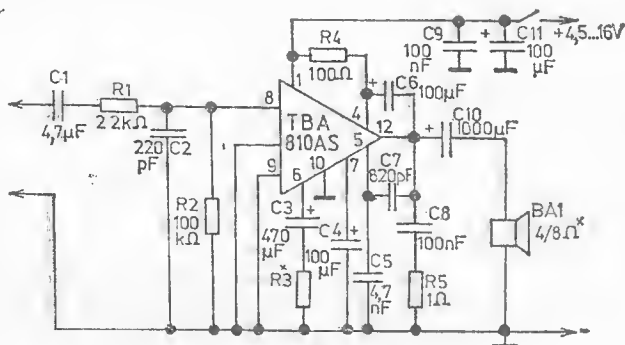 C1
4,7µF
R1
2.2kΩ
220
pF
C2
R2
100
kΩ
8
9
1
R4
100Ω
TBA
810AS
10
6
7
4
5
12
C6
100µF
C7
820pF
C3
470
µF
R3*
C4
100
µF
C5
4,7
nF
C8
100nF
R5
1Ω
C10
1000µF
C9
100
nF
C11
100
µF
+4,5...16V
BA1
4/8Ω*